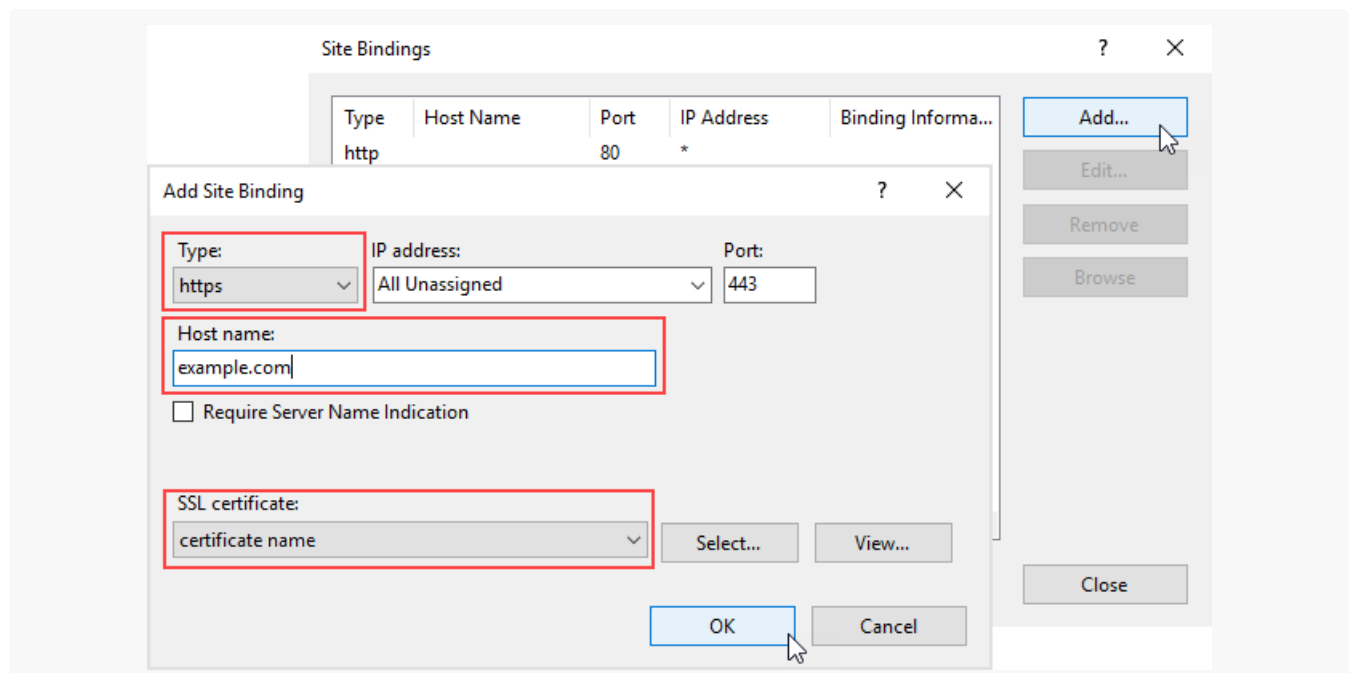 Site Bindings ?
Type Host Name Port IP Address Binding Informa...
http 80 *
Add...
Edit...
Remove
Browse
Close
Add Site Binding ?
Type: IP address: Port:
https All Unassigned 443
Host name:
example.com
Require Server Name Indication
SSL certificate:
certificate name Select... View...
OK Cancel